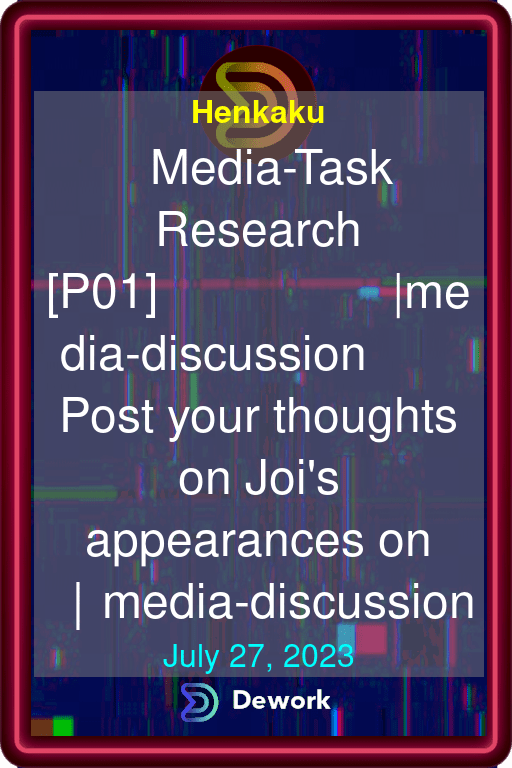 Henkaku
Media-Task
Research
[P01] |me
dia-discussion
Post your thoughts
on Joi's
appearances on
| media-discussion
July 27, 2023
Dework